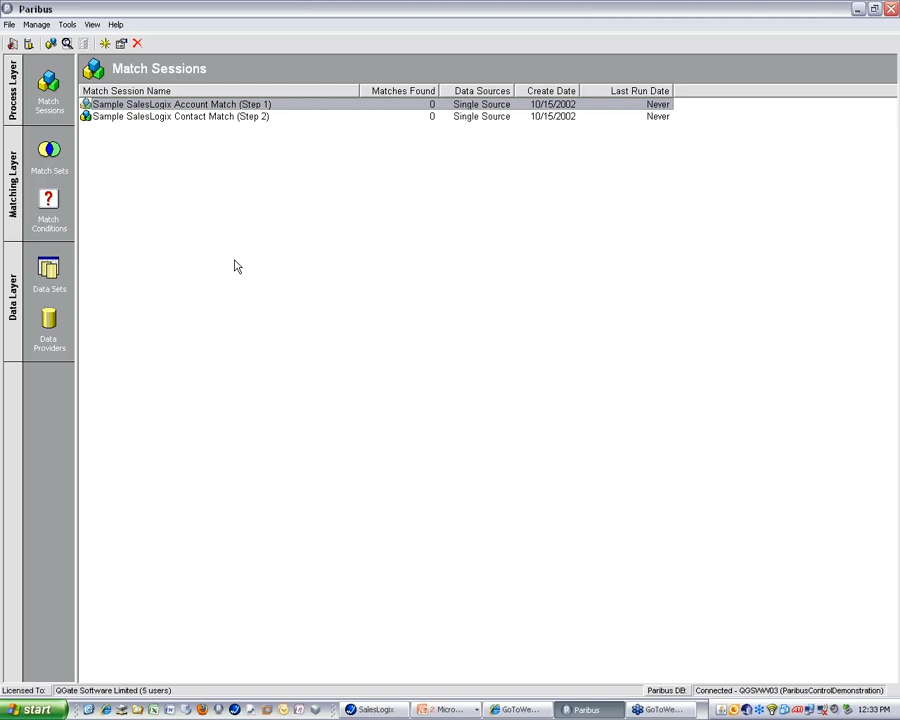 Paribus
File Manage Tools View Help
Process Layer
Match Sessions
Match Sessions
Match Session Name Matches Found Data Sources Create Date Last Run Date
Sample SalesLogix Account Match (Step 1) 0 Single Source 10/15/2002 Never
Sample SalesLogix Contact Match (Step 2) 0 Single Source 10/15/2002 Never
Matching Layer
Match Sets
Match Conditions
Data Layer
Data Sets
Data Providers
Licensed To: QGate Software Limited (5 users) Paribus DB: Connected - (ParibusControlDemonstration)
start SalesLogix 2 Micro... GoToWe... Paribus GoToWe... 12:33 PM